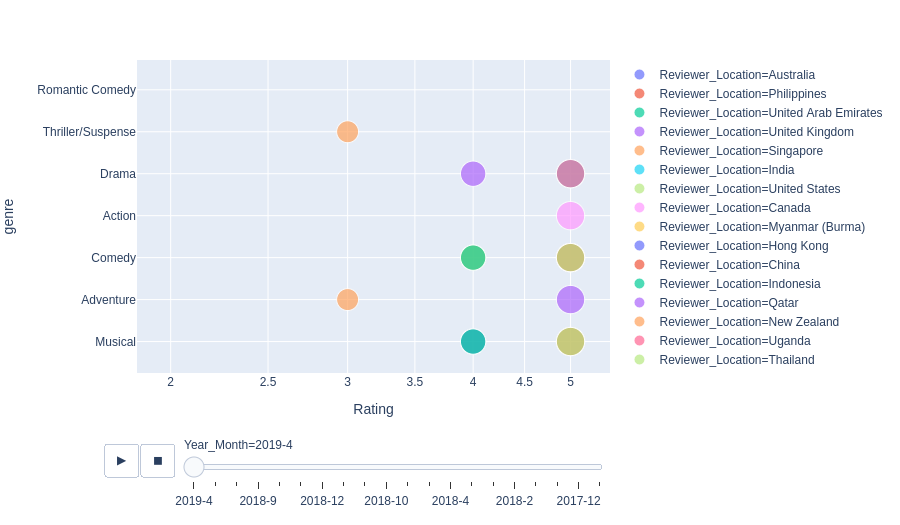 Romantic Comedy
Thriller/Suspense
Drama
Action
Comedy
Adventure
Musical
genre
2 2.5 3 3.5 4 4.5 5
Rating
Reviewer_Location=Australia
Reviewer_Location=Philippines
Reviewer_Location=United Arab Emirates
Reviewer_Location=United Kingdom
Reviewer_Location=Singapore
Reviewer_Location=India
Reviewer_Location=United States
Reviewer_Location=Canada
Reviewer_Location=Myanmar (Burma)
Reviewer_Location=Hong Kong
Reviewer_Location=China
Reviewer_Location=Indonesia
Reviewer_Location=Qatar
Reviewer_Location=New Zealand
Reviewer_Location=Uganda
Reviewer_Location=Thailand
Year_Month=2019-4
2019-4 2018-9 2018-12 2018-10 2018-4 2018-2 2017-12